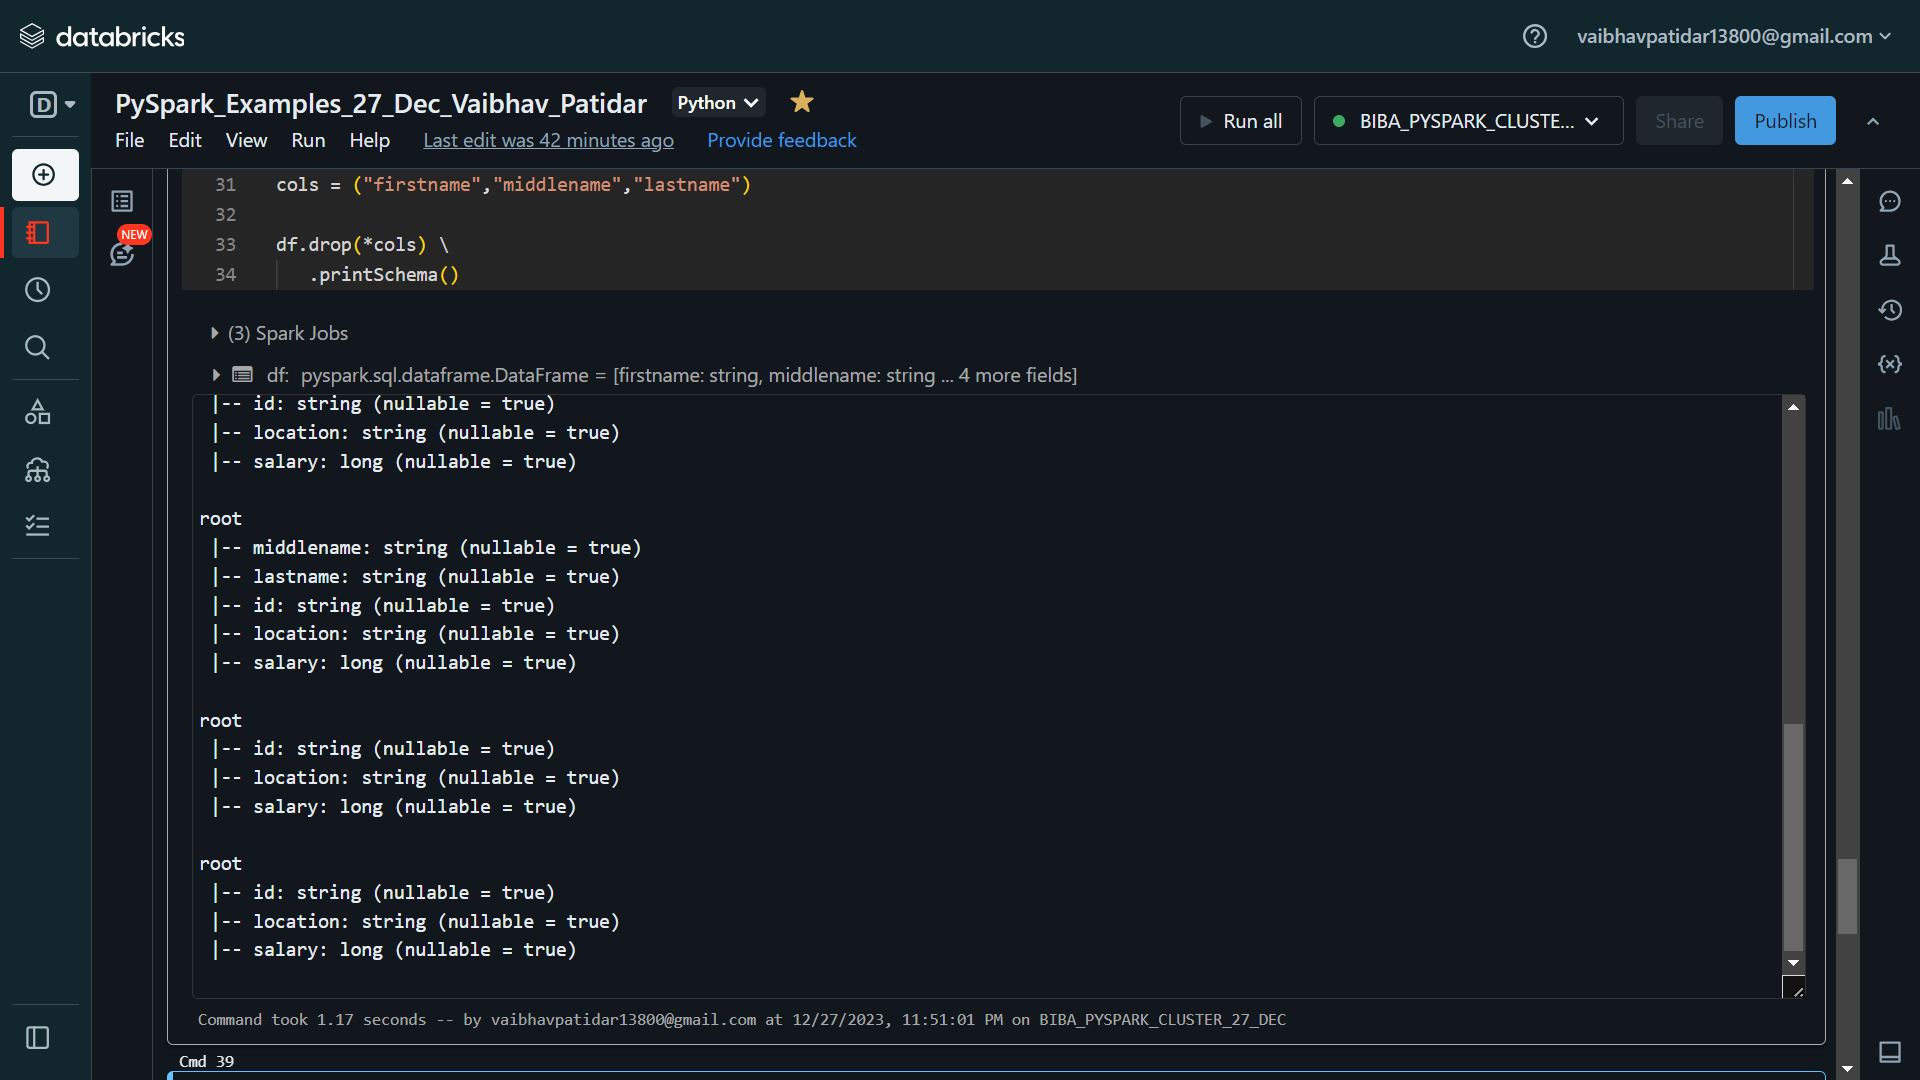 databricks
vaibhavpatidar13800@gmail.com
D
PySpark_Examples_27_Dec_Vaibhav_Patidar
Python
File Edit View Run Help Last edit was 42 minutes ago Provide feedback
Run all
BIBA_PYSPARK_CLUSTE...
Share
Publish
NEW
31 cols = ("firstname","middlename","lastname")
32
33 df.drop(*cols) \
34 .printSchema()
(3) Spark Jobs
df: pyspark.sql.dataframe.DataFrame = [firstname: string, middlename: string ... 4 more fields]
|-- id: string (nullable = true)
|-- location: string (nullable = true)
|-- salary: long (nullable = true)
root
|-- middlename: string (nullable = true)
|-- lastname: string (nullable = true)
|-- id: string (nullable = true)
|-- location: string (nullable = true)
|-- salary: long (nullable = true)
root
|-- id: string (nullable = true)
|-- location: string (nullable = true)
|-- salary: long (nullable = true)
root
|-- id: string (nullable = true)
|-- location: string (nullable = true)
|-- salary: long (nullable = true)
Command took 1.17 seconds -- by vaibhavpatidar13800@gmail.com at 12/27/2023, 11:51:01 PM on BIBA_PYSPARK_CLUSTER_27_DEC
Cmd 39